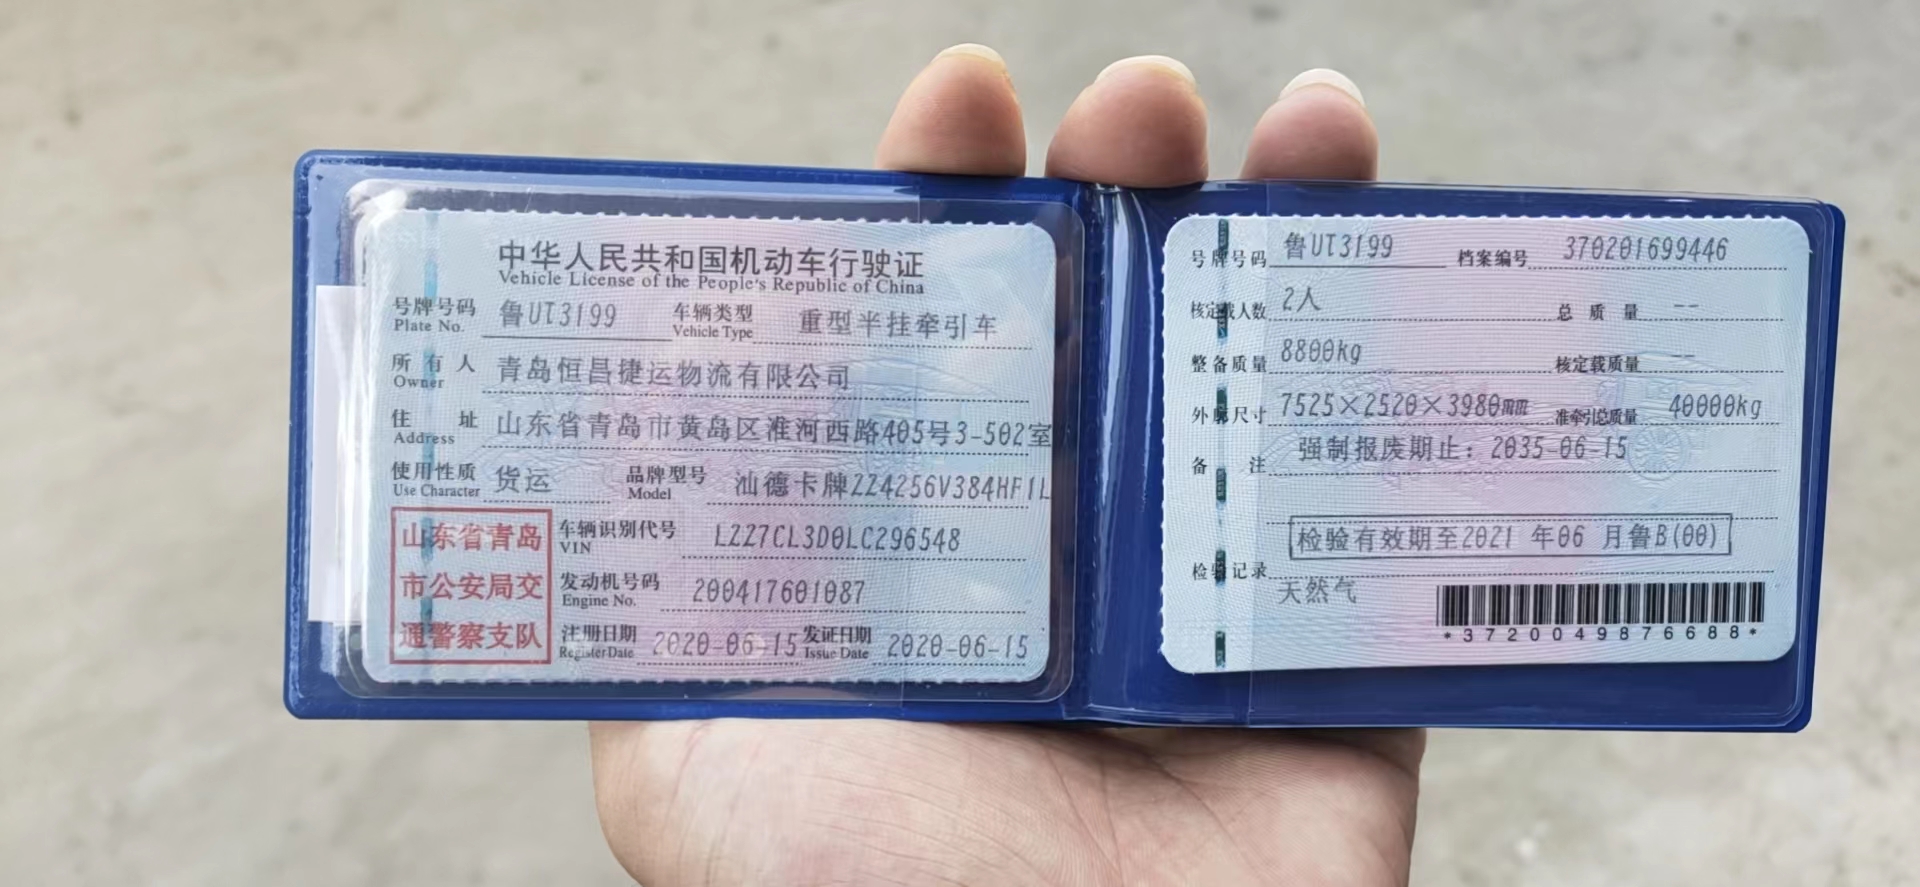 中华人民共和国机动车行驶证
Vehicle License of the People's Republic of China
号牌号码 鲁UT3199 车辆类型 重型半挂牵引车
Plate No. Vehicle Type
所有人 青岛恒昌捷运物流有限公司
Owner
住址 山东省青岛市黄岛区淮河西路405号3-502室
Address
使用性质 货运 品牌型号 汕德卡牌ZZ4256V384HF1L
Use Character Model
山东省青岛
市公安局交
通警察支队
车辆识别代号 LZZ7CL3D0LC296548
VIN
发动机号码 200417601087
Engine No.
注册日期 2020-06-15 发证日期 2020-06-15
Register Date Issue Date
号牌号码 鲁UT3199 档案编号 370201699446
核定载人数 2人 总质量 --
整备质量 8800kg 核定载质量 --
外廓尺寸 7525×2520×3980mm 准牵引总质量 40000kg
备注 强制报废期止：2035-06-15
检验有效期至2021 年06 月鲁B(00)
检验记录
天然气
*3720049876688*